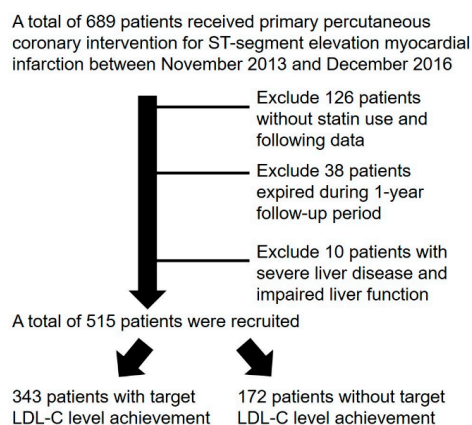 A total of 689 patients received primary percutaneous
coronary intervention for ST-segment elevation myocardial
infarction between November 2013 and December 2016
Exclude 126 patients
without statin use and
following data
Exclude 38 patients
expired during 1-year
follow-up period
Exclude 10 patients with
severe liver disease and
impaired liver function
A total of 515 patients were recruited
343 patients with target
LDL-C level achievement
172 patients without target
LDL-C level achievement